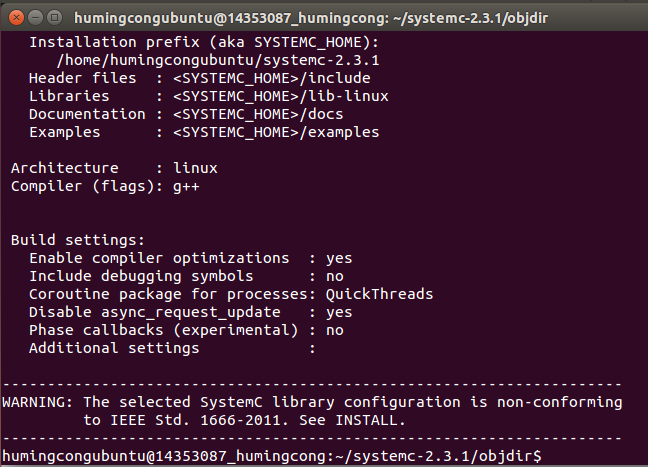 humingcongubuntu@14353087_humingcong: ~/systemc-2.3.1/objdir
Installation prefix (aka SYSTEMC_HOME):
/home/humingcongubuntu/systemc-2.3.1
Header files : <SYSTEMC_HOME>/include
Libraries : <SYSTEMC_HOME>/lib-linux
Documentation : <SYSTEMC_HOME>/docs
Examples : <SYSTEMC_HOME>/examples
Architecture : linux
Compiler (flags): g++
Build settings:
Enable compiler optimizations : yes
Include debugging symbols : no
Coroutine package for processes: QuickThreads
Disable async_request_update : yes
Phase callbacks (experimental) : no
Additional settings :
--------------------------------------------------------------------
WARNING: The selected SystemC library configuration is non-conforming
to IEEE Std. 1666-2011. See INSTALL.
--------------------------------------------------------------------
humingcongubuntu@14353087_humingcong:~/systemc-2.3.1/objdir$